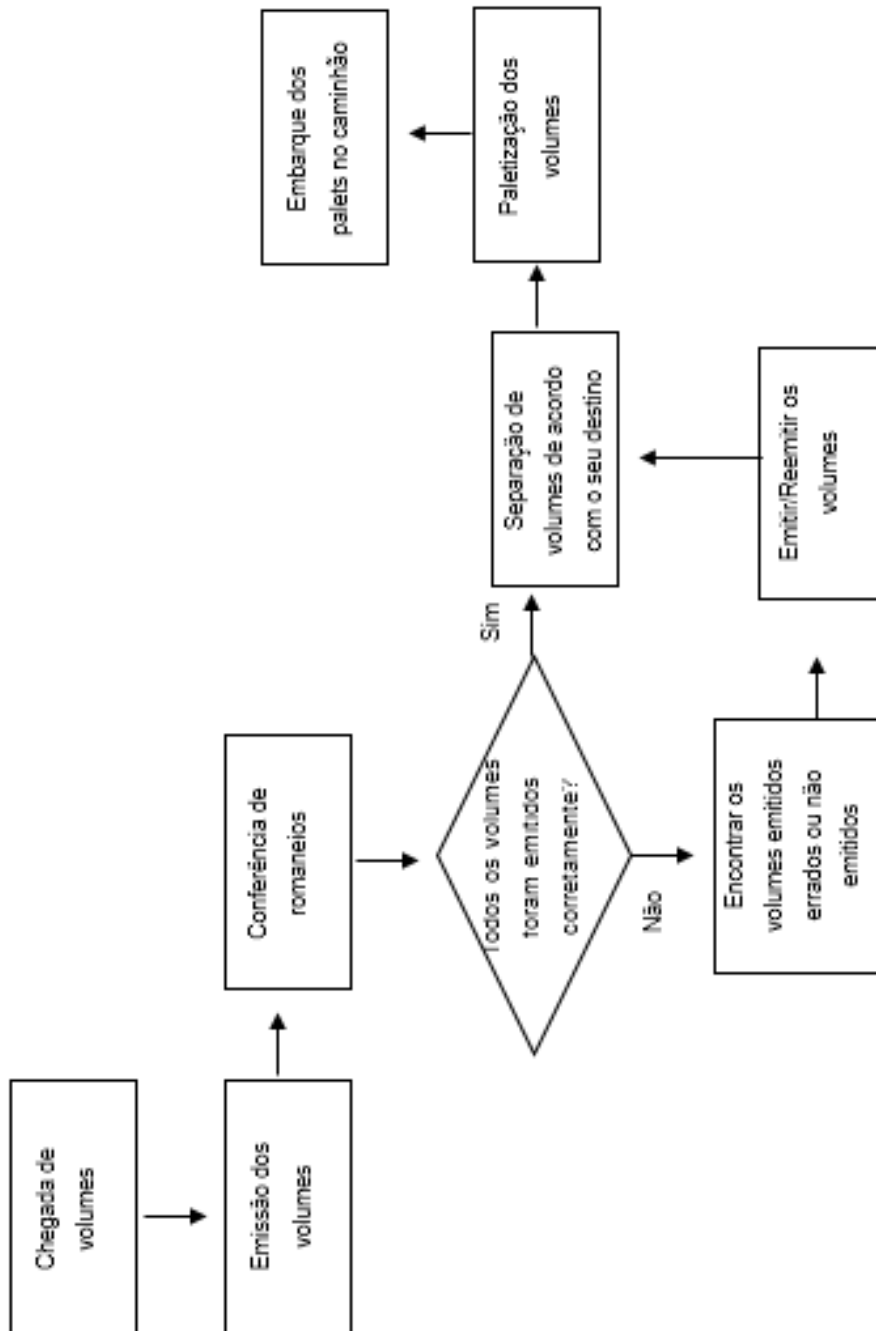 Chegada de
volumes
Emissão dos
volumes
Conferência de
romaneios
Todos os volumes
foram emitidos
corretamente?
Sim
Não
Encontrar os
volumes emitidos
errados ou não
emitidos
Emitir/Reemitir os
volumes
Separação de
volumes de acordo
com o seu destino
Paletização dos
volumes
Embarque dos
palets no caminhão